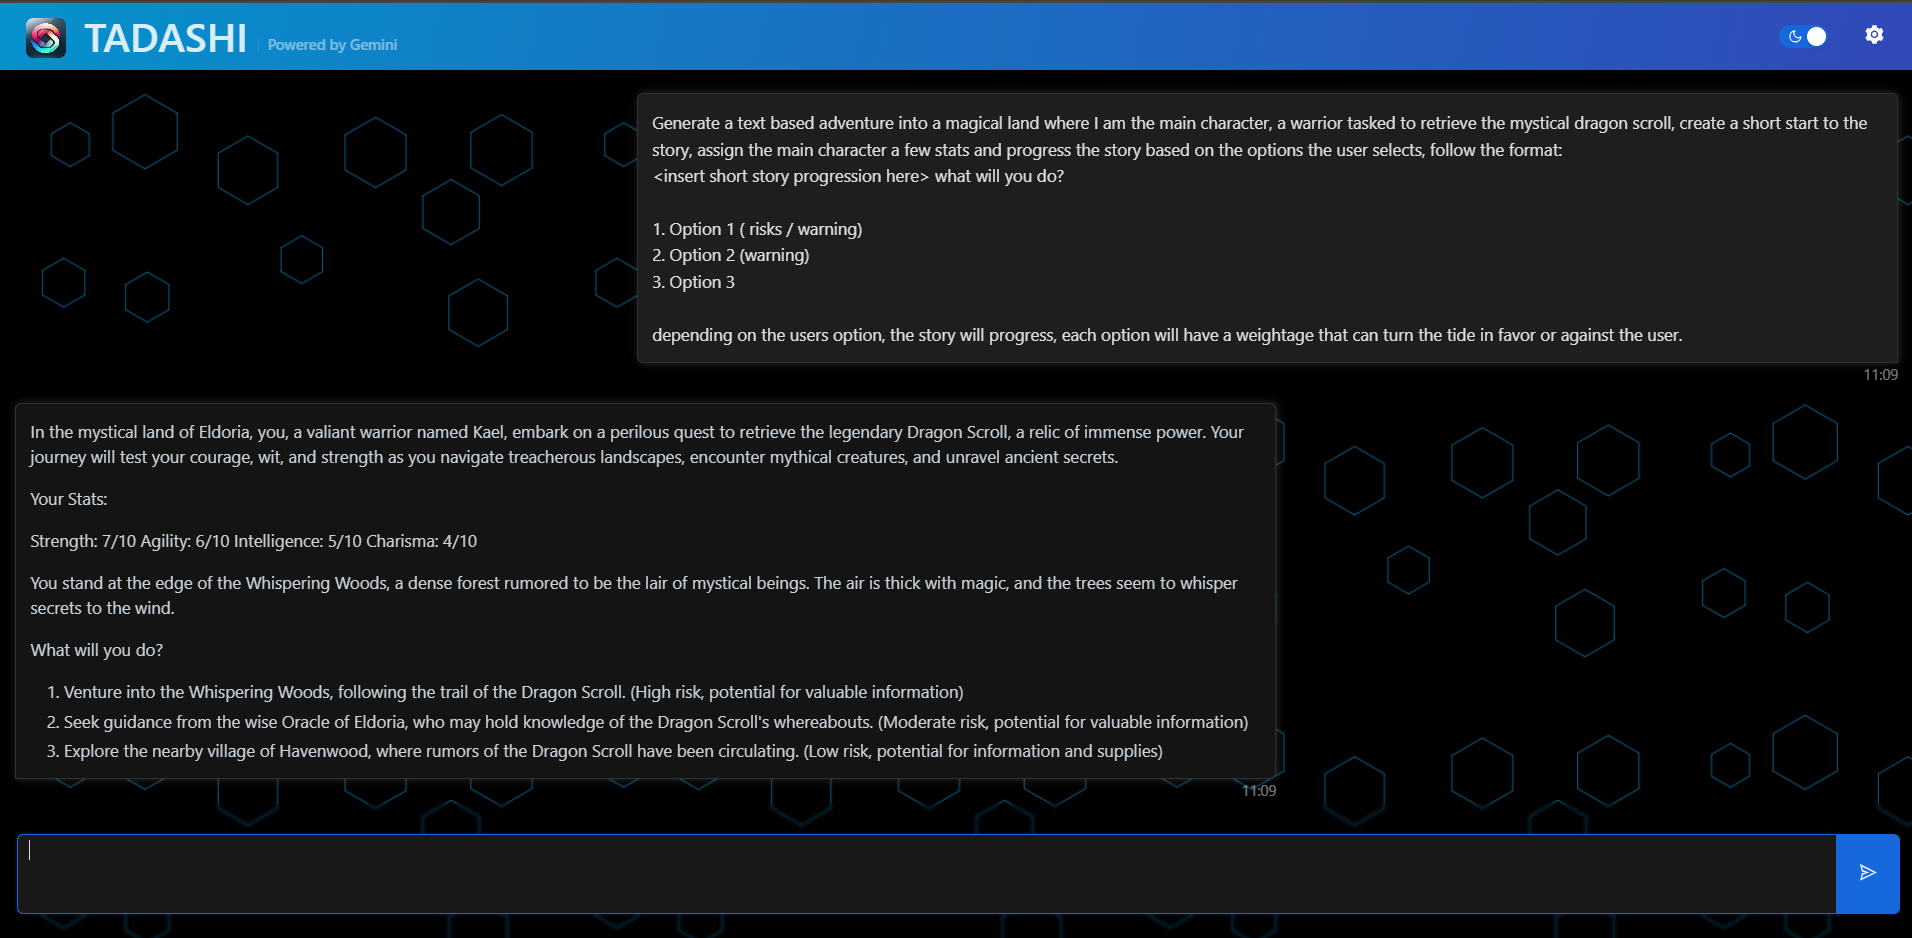 TADASHI
Powered by Gemini
Generate a text based adventure into a magical land where I am the main character, a warrior tasked to retrieve the mystical dragon scroll, create a short start to the
story, assign the main character a few stats and progress the story based on the options the user selects, follow the format:
<insert short story progression here> what will you do?
1. Option 1 ( risks / warning)
2. Option 2 (warning)
3. Option 3
depending on the users option, the story will progress, each option will have a weightage that can turn the tide in favor or against the user.
11:09
In the mystical land of Eldoria, you, a valiant warrior named Kael, embark on a perilous quest to retrieve the legendary Dragon Scroll, a relic of immense power. Your
journey will test your courage, wit, and strength as you navigate treacherous landscapes, encounter mythical creatures, and unravel ancient secrets.
Your Stats:
Strength: 7/10 Agility: 6/10 Intelligence: 5/10 Charisma: 4/10
You stand at the edge of the Whispering Woods, a dense forest rumored to be the lair of mystical beings. The air is thick with magic, and the trees seem to whisper
secrets to the wind.
What will you do?
1. Venture into the Whispering Woods, following the trail of the Dragon Scroll. (High risk, potential for valuable information)
2. Seek guidance from the wise Oracle of Eldoria, who may hold knowledge of the Dragon Scroll's whereabouts. (Moderate risk, potential for valuable information)
3. Explore the nearby village of Havenwood, where rumors of the Dragon Scroll have been circulating. (Low risk, potential for information and supplies)
11:09